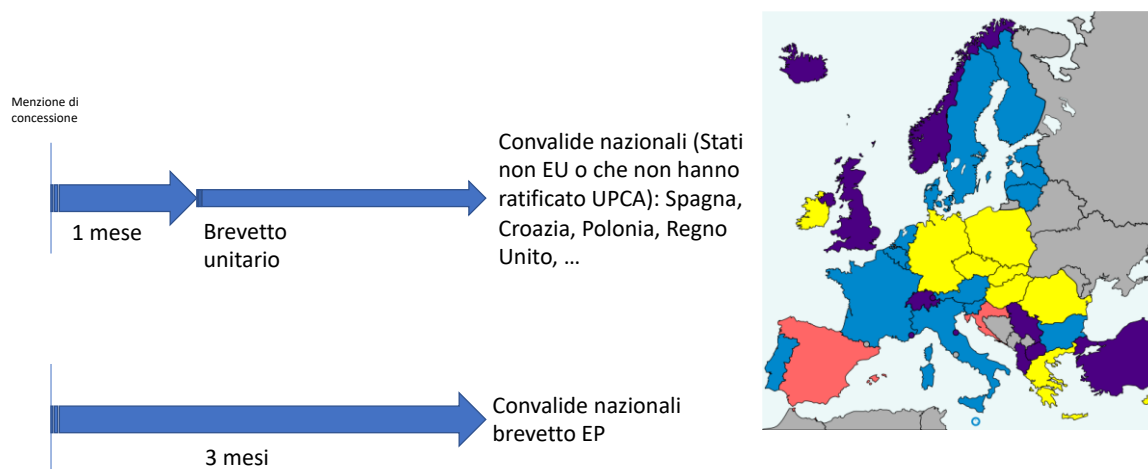 Menzione di
concessione
1 mese
Brevetto
unitario
Convalide nazionali (Stati
non EU o che non hanno
ratificato UPCA): Spagna,
Croazia, Polonia, Regno
Unito, …
3 mesi
Convalide nazionali
brevetto EP